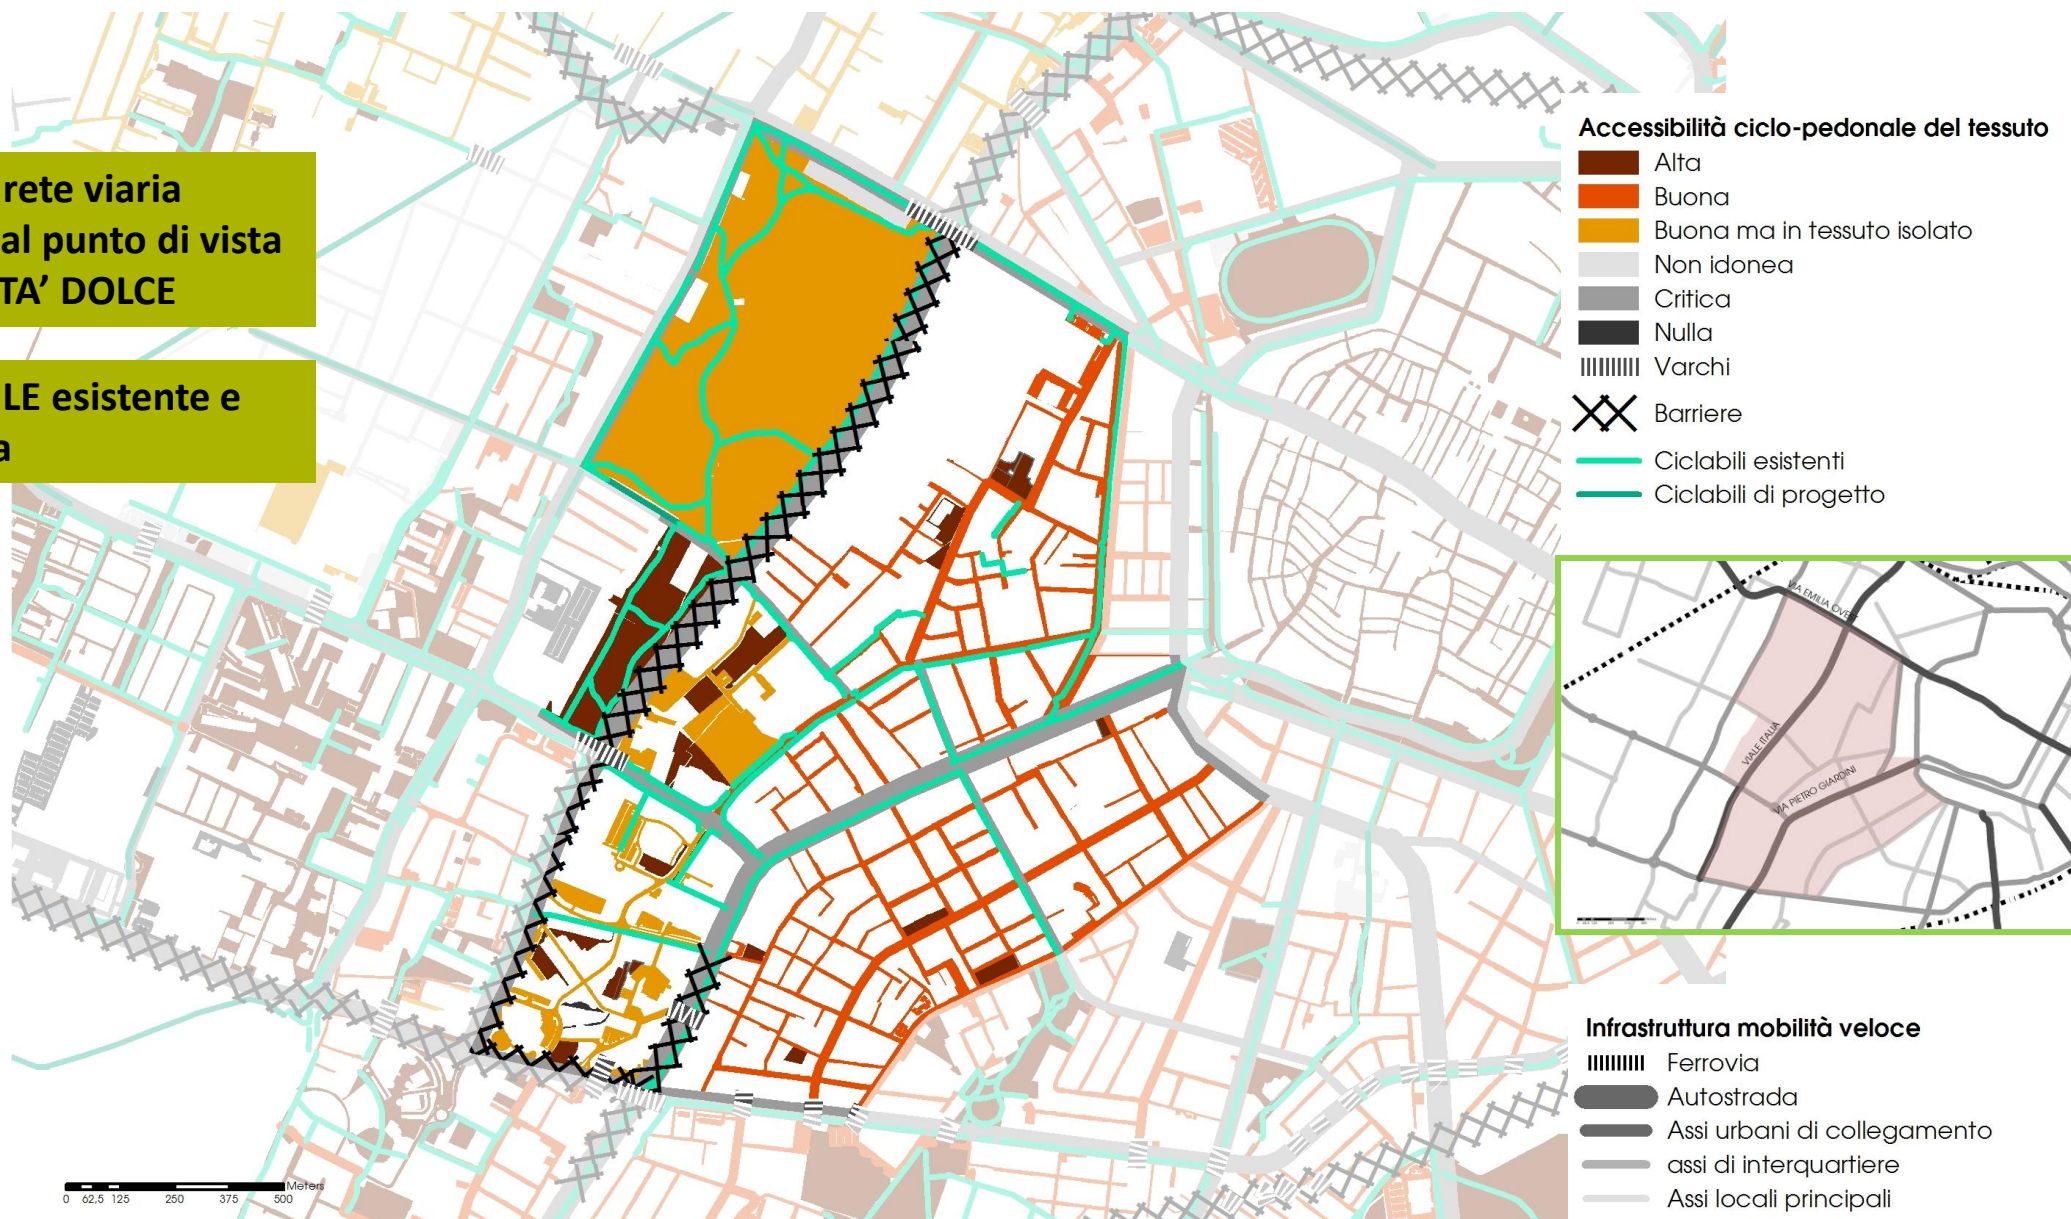 rete viaria
al punto di vista
TA’ DOLCE
LE esistente e
a
Accessibilità ciclo-pedonale del tessuto
Alta
Buona
Buona ma in tessuto isolato
Non idonea
Critica
Nulla
Varchi
Barriere
Ciclabili esistenti
Ciclabili di progetto
VIA EMILIA OVEST
VIALE ITALIA
VIA PIETRO GIARDINI
Infrastruttura mobilità veloce
Ferrovia
Autostrada
Assi urbani di collegamento
assi di interquartiere
Assi locali principali
Meters
0 62,5 125 250 375 500